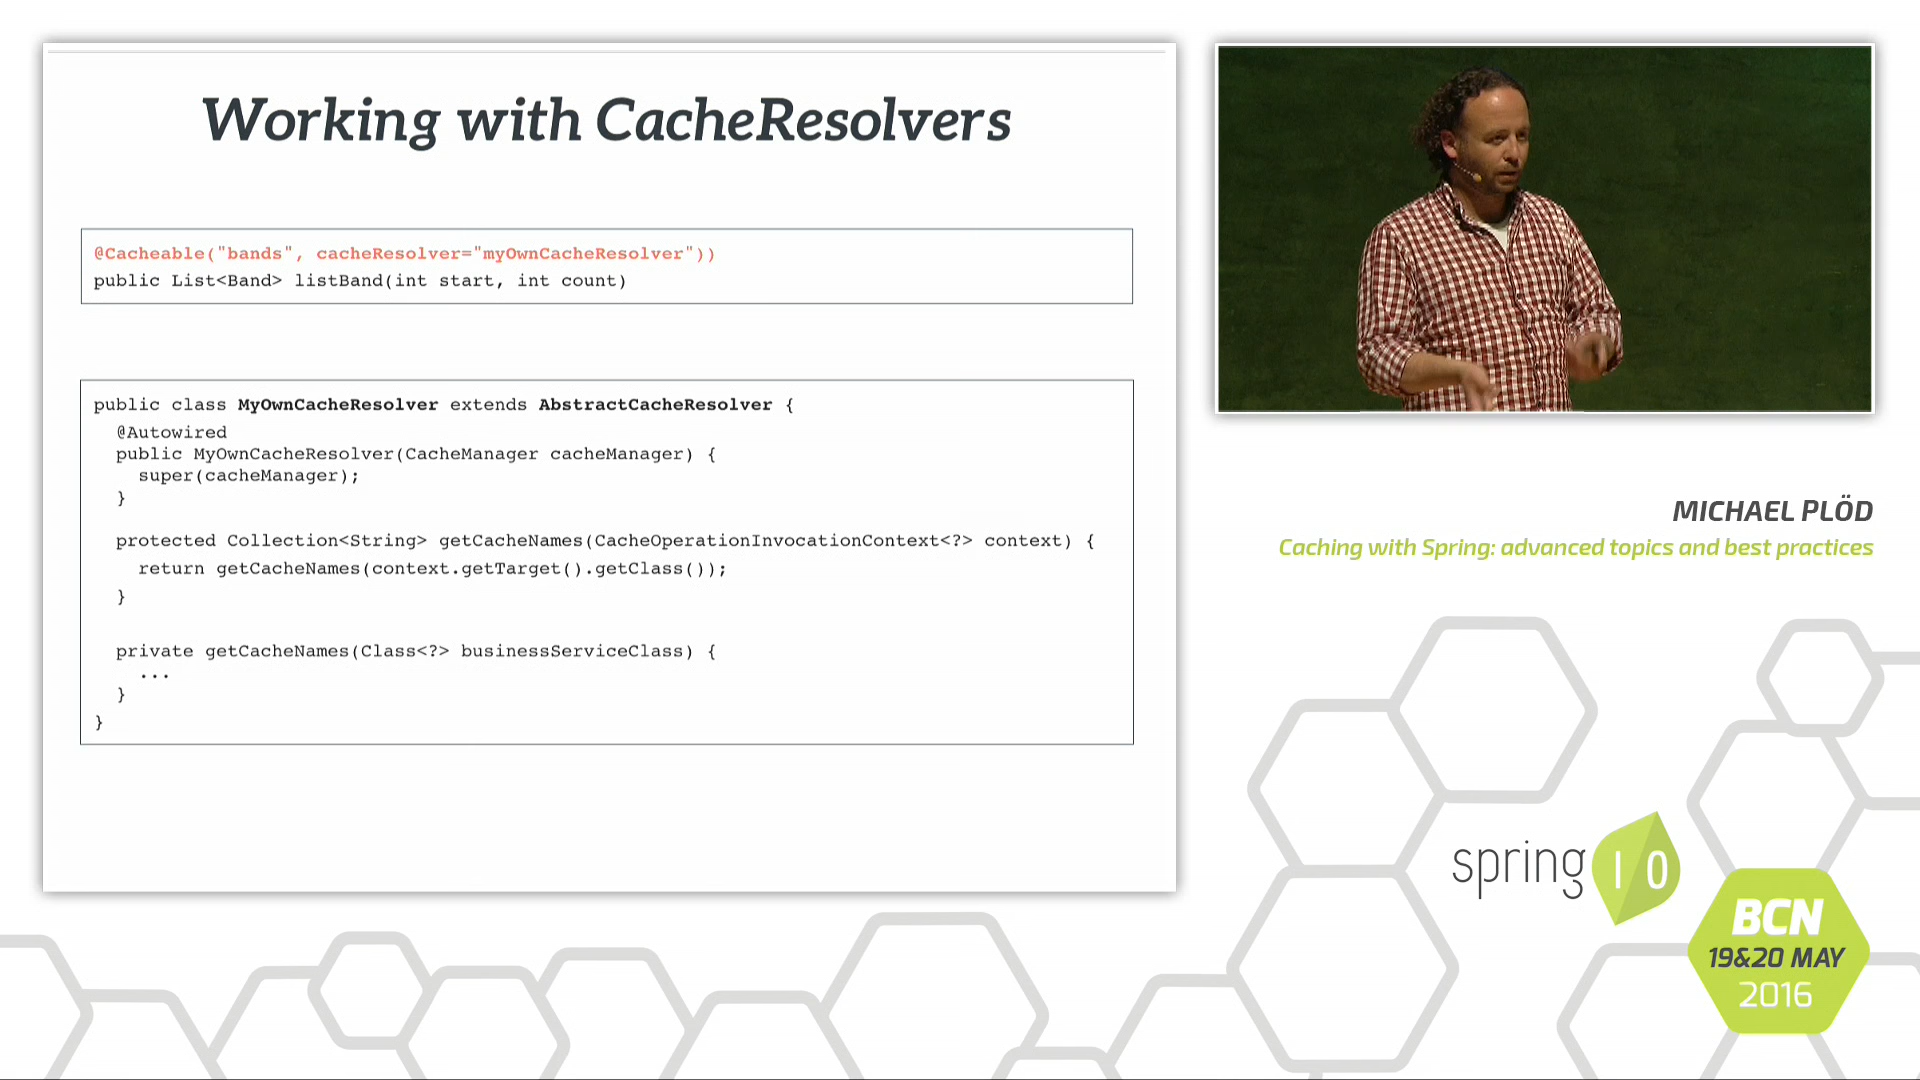 Working with CacheResolvers
@Cacheable("bands", cacheResolver="myOwnCacheResolver"))
public List<Band> listBand(int start, int count)
public class MyOwnCacheResolver extends AbstractCacheResolver {
@Autowired
public MyOwnCacheResolver(CacheManager cacheManager) {
super(cacheManager);
}
protected Collection<String> getCacheNames(CacheOperationInvocationContext<?> context) {
return getCacheNames(context.getTarget().getClass());
}
private getCacheNames(Class<?> businessServiceClass) {
...
}
}
MICHAEL PLÖD
Caching with Spring: advanced topics and best practices
spring I/O
BCN
19&20 MAY
2016